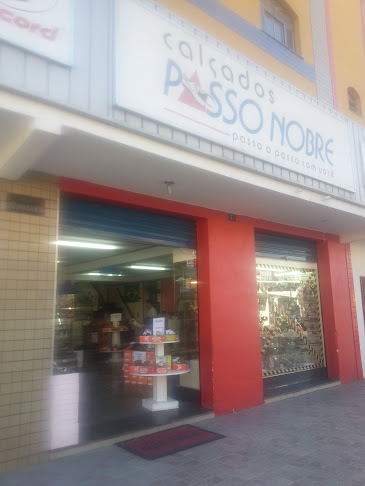 card
calçados
PASSO NOBRE
passo a passo com você